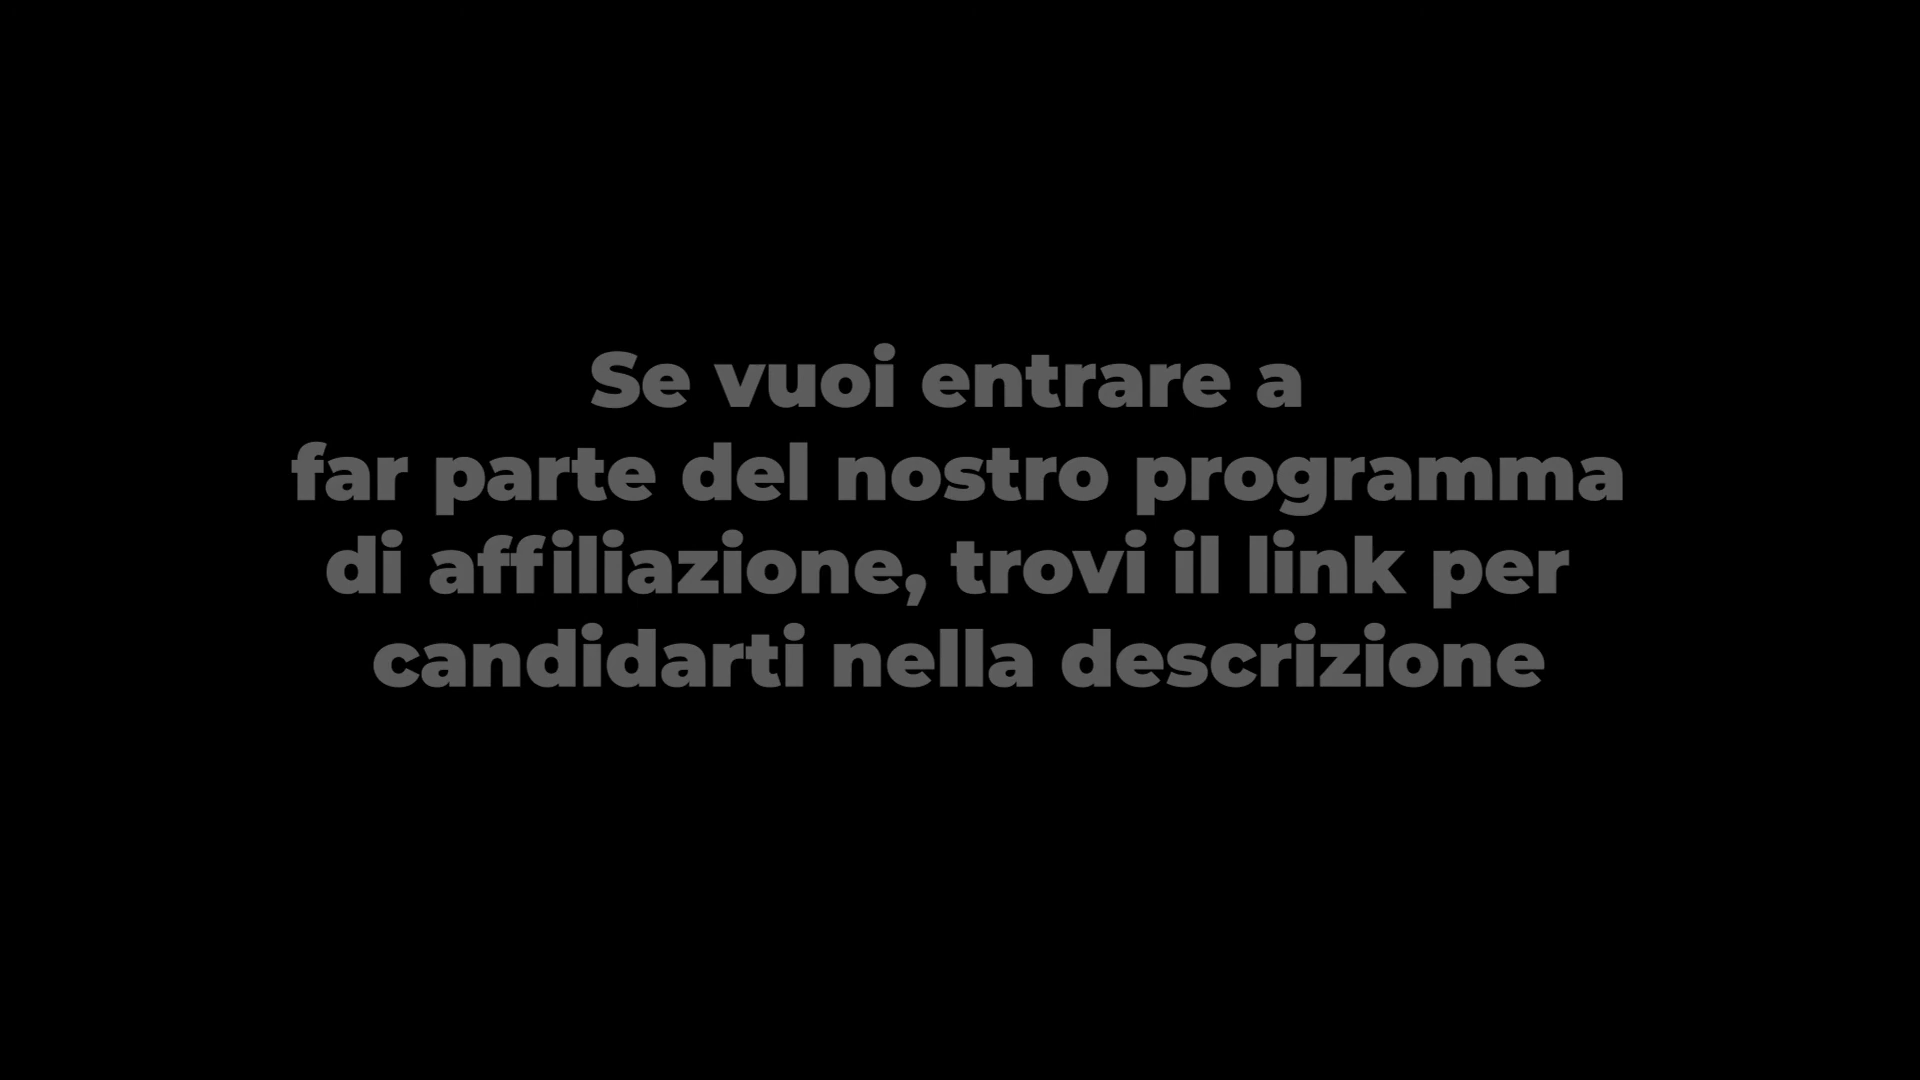 Se vuoi entrare a
far parte del nostro programma
di affiliazione, trovi il link per
candidarti nella descrizione